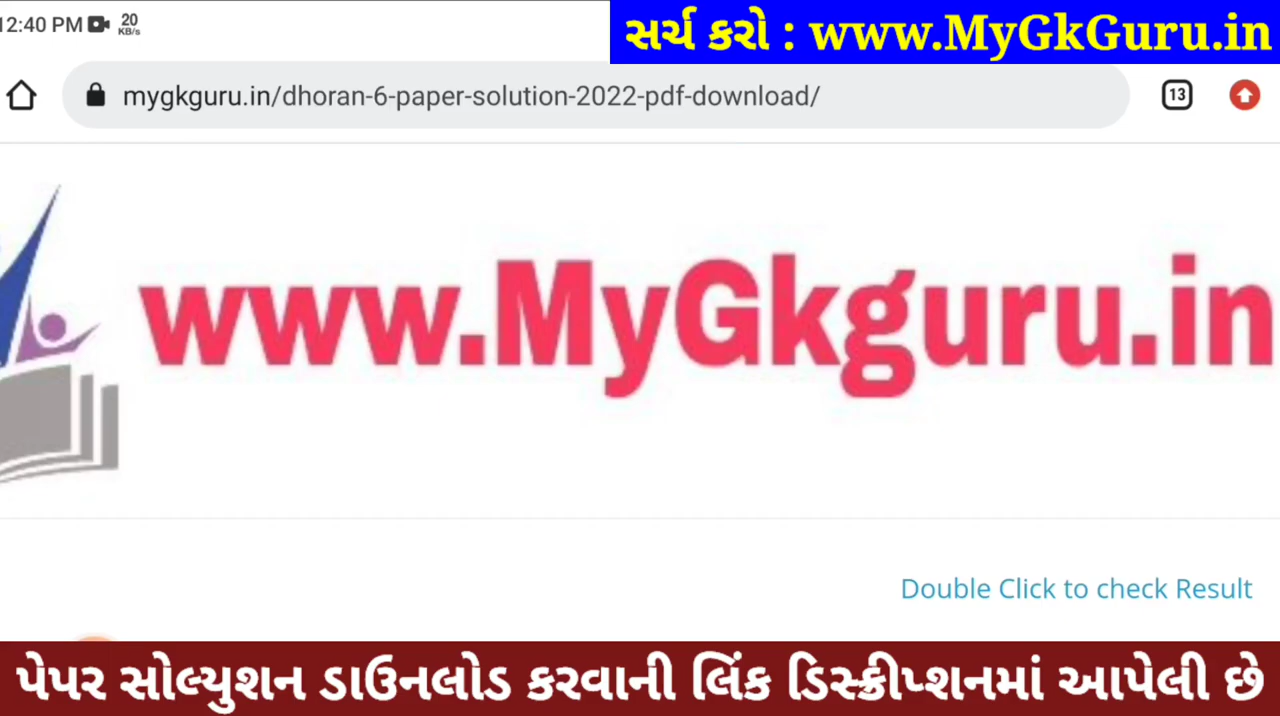 12:40 PM 20 KB/s
સર્ચ કરો : www.MyGkGuru.in
mygkguru.in/dhoran-6-paper-solution-2022-pdf-download/ 13
www.MyGkguru.in
Double Click to check Result
પેપર સોલ્યુશન ડાઉનલોડ કરવાની લિંક ડિસ્ક્રીપ્શનમાં આપેલી છે